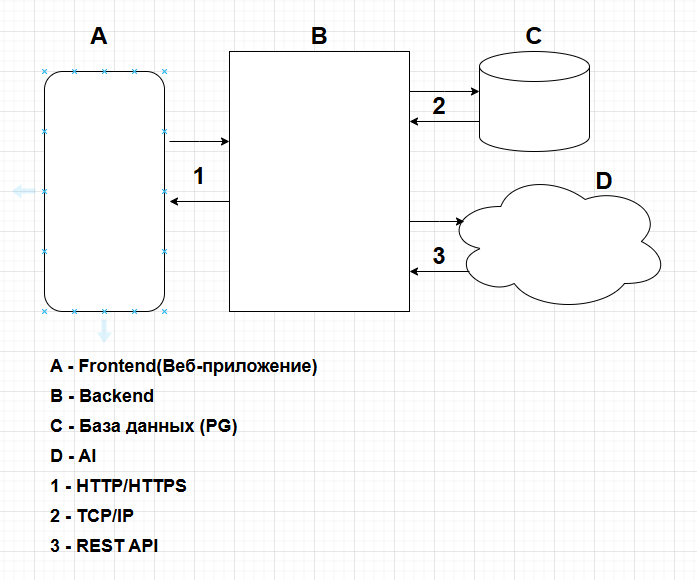 A
B
C
2
1
D
3
A - Frontend(Веб-приложение)
B - Backend
C - База данных (PG)
D - AI
1 - HTTP/HTTPS
2 - TCP/IP
3 - REST API